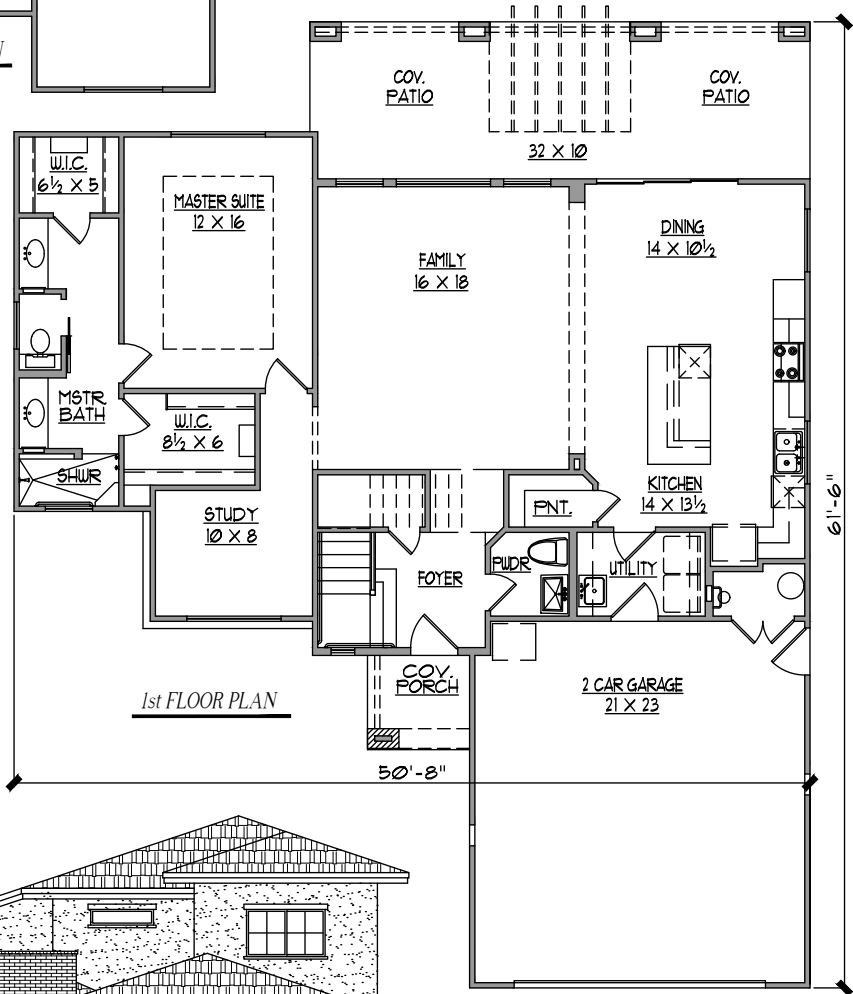 COV.
PATIO
COV.
PATIO
32 X 10
W.I.C.
6½ X 5
MASTER SUITE
12 X 16
FAMILY
16 X 18
DINING
14 X 10½
MSTR.
BATH
W.I.C.
8½ X 6
SHWR
STUDY
10 X 8
KITCHEN
14 X 13½
PNT.
61'-6"
FOYER
PWDR
UTILITY
COV.
PORCH
2 CAR GARAGE
21 X 23
1st FLOOR PLAN
50'-8"